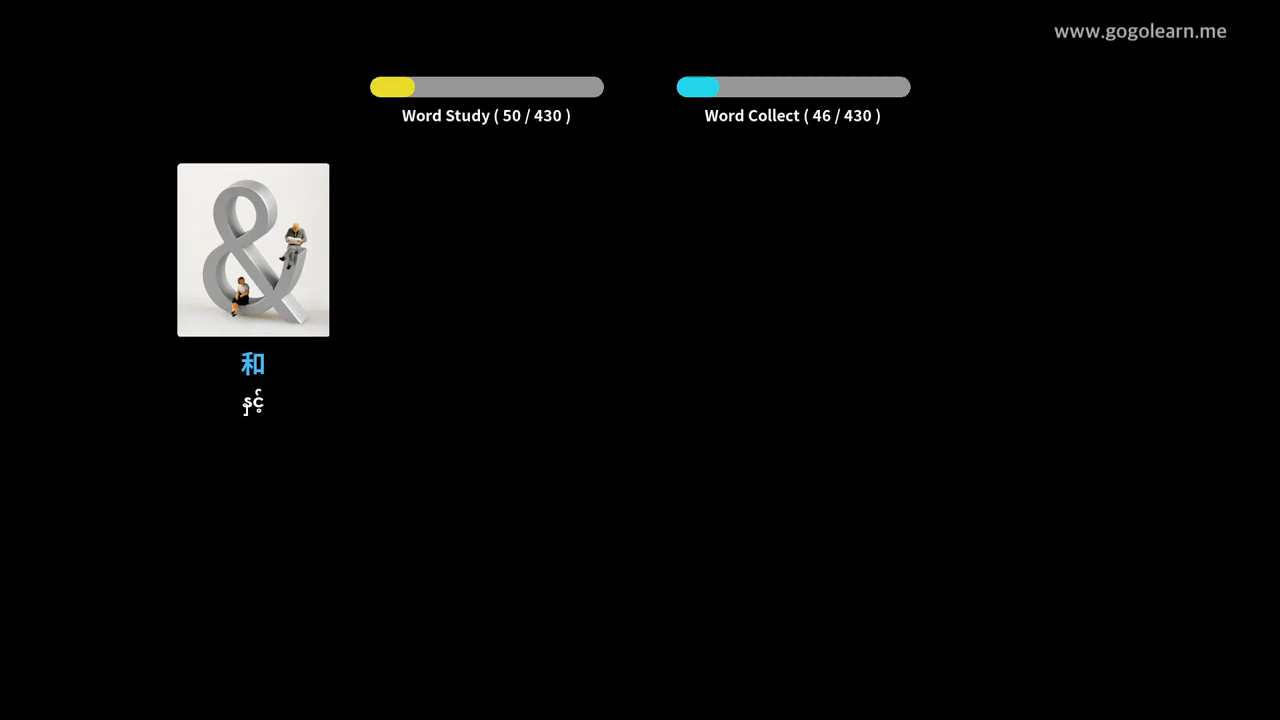 www.gogolearn.me
Word Study ( 50 / 430 )
Word Collect ( 46 / 430 )
&
和
နှင့်